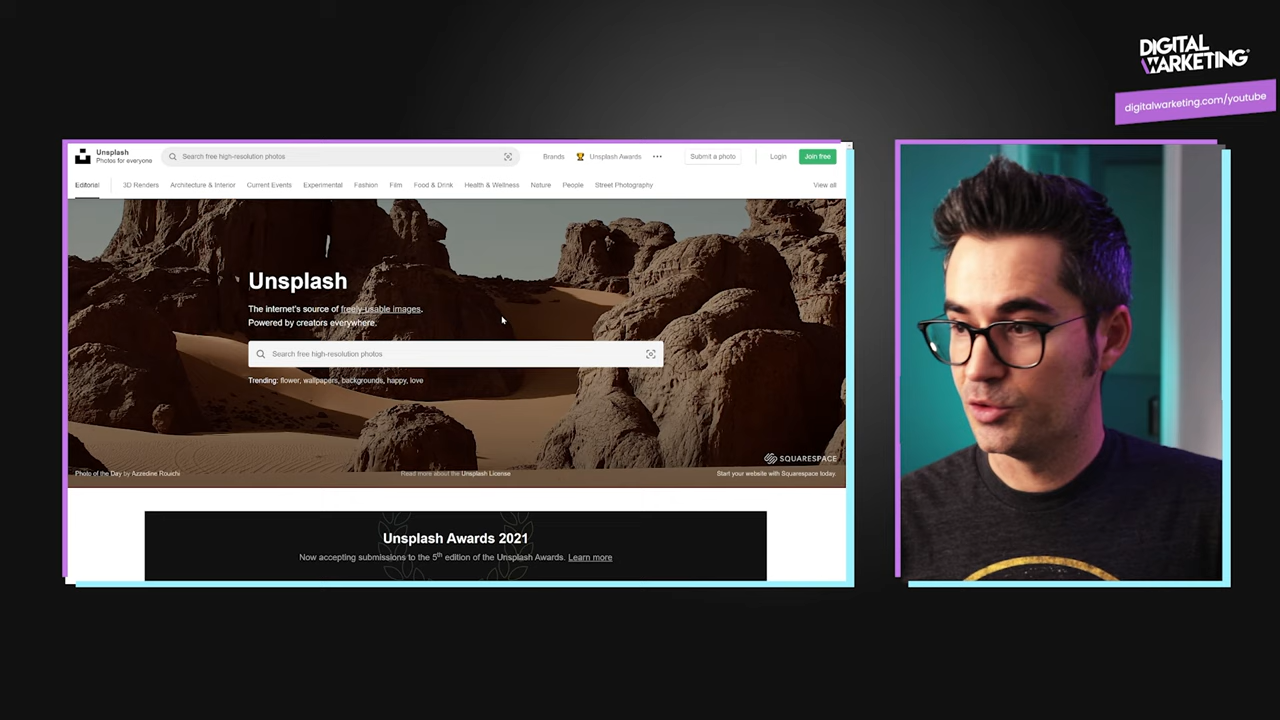 DIGITAL
WARKETING®
digitalwarketing.com/youtube
Unsplash
Photos for everyone
Search free high-resolution photos
Brands
Unsplash Awards
Submit a photo
Login
Join free
Editorial
3D Renders
Architecture & Interior
Current Events
Experimental
Fashion
Film
Food & Drink
Health & Wellness
Nature
People
Street Photography
View all
Unsplash
The internet's source of freely-usable images.
Powered by creators everywhere.
Search free high-resolution photos
Trending: flower, wallpapers, backgrounds, happy, love
SQUARESPACE
Photo of the Day by Azzedine Rouichi
Read more about the Unsplash License
Start your website with Squarespace today.
Unsplash Awards 2021
Now accepting submissions to the 5th edition of the Unsplash Awards. Learn more